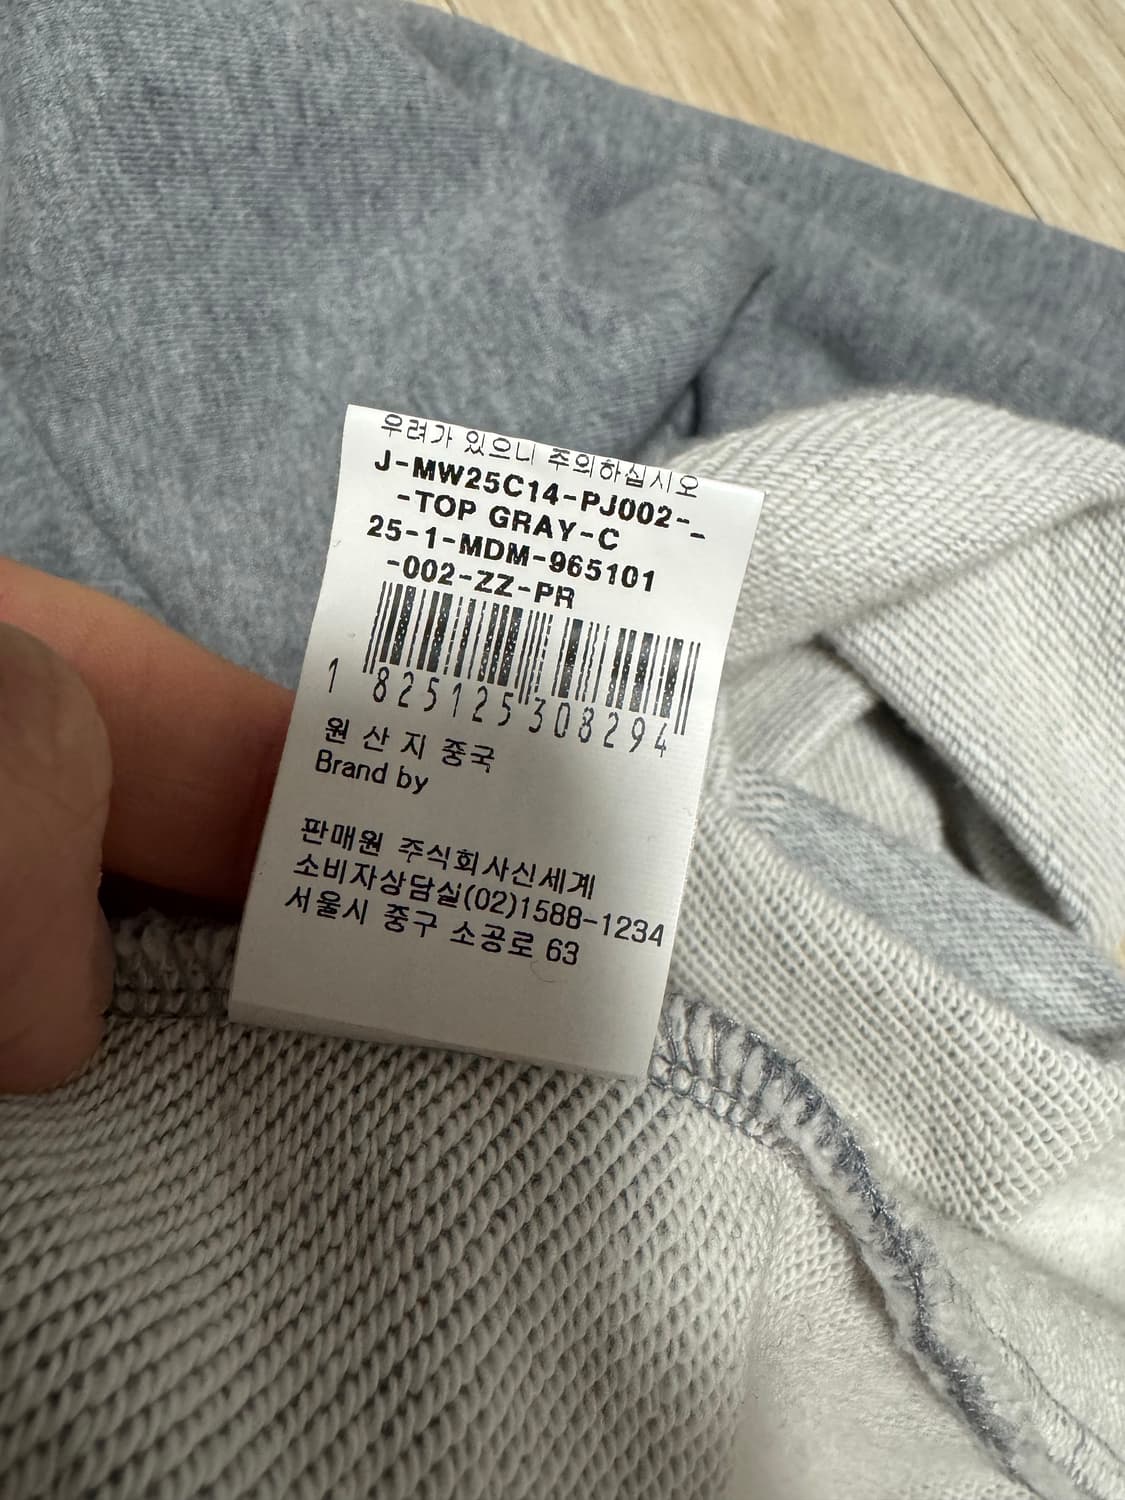 우려가 있으니 주의하십시오
J-MW25C14-PJ002-_
-TOP GRAY-C
25-1-MDM-965101
-002-ZZ-PR
1 825125 308294
원 산 지 중국
Brand by
판매원 주식회사신세계
소비자상담실(02)1588-1234
서울시 중구 소공로 63